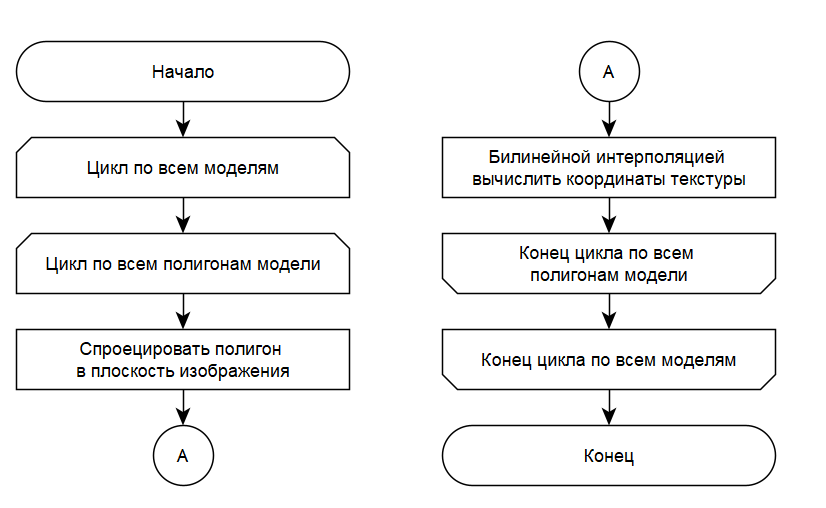 Начало
Цикл по всем моделям
Цикл по всем полигонам модели
Спроецировать полигон
в плоскость изображения
А
А
Билинейной интерполяцией
вычислить координаты текстуры
Конец цикла по всем
полигонам модели
Конец цикла по всем моделям
Конец